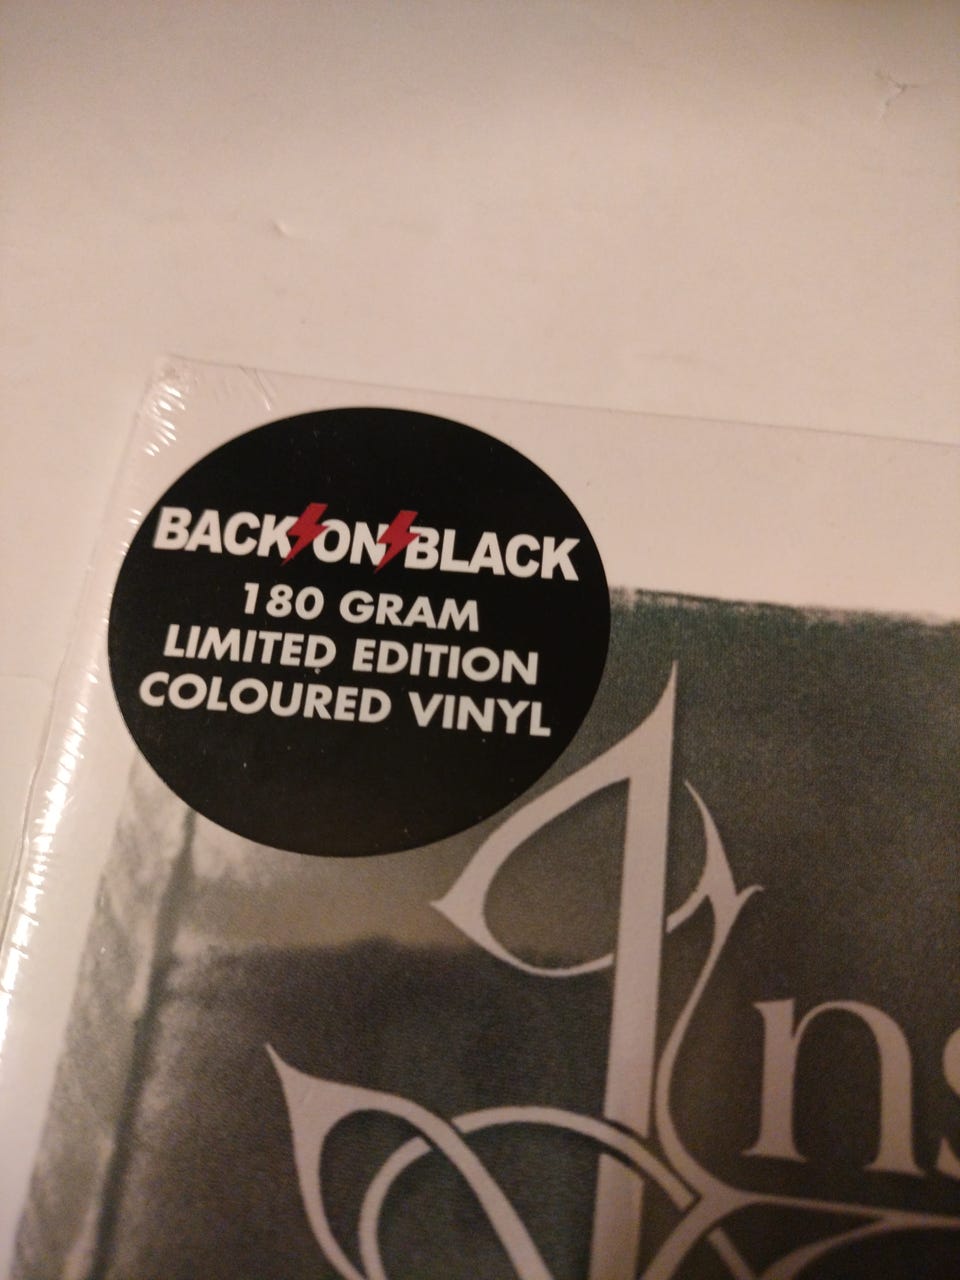 BACK ON BLACK
180 GRAM
LIMITED EDITION
COLOURED VINYL